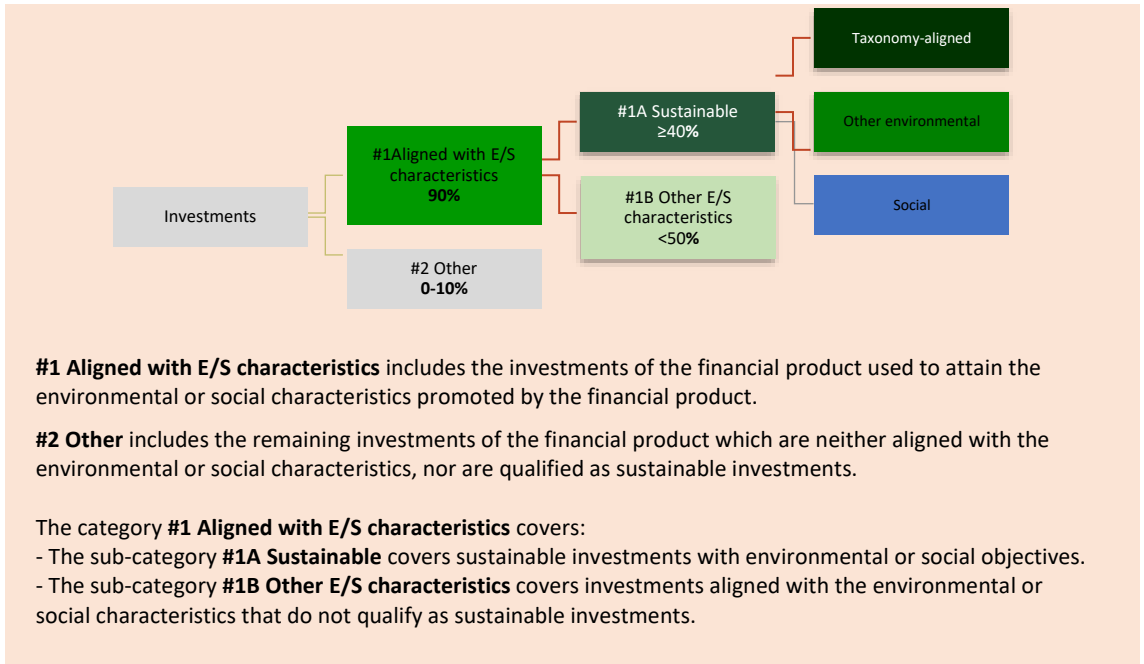 Taxonomy-aligned
#1A Sustainable
≥40%
Other environmental
#1Aligned with E/S
characteristics
90%
Investments
#1B Other E/S
characteristics
<50%
Social
#2 Other
0-10%
#1 Aligned with E/S characteristics includes the investments of the financial product used to attain the
environmental or social characteristics promoted by the financial product.
#2 Other includes the remaining investments of the financial product which are neither aligned with the
environmental or social characteristics, nor are qualified as sustainable investments.
The category #1 Aligned with E/S characteristics covers:
- The sub-category #1A Sustainable covers sustainable investments with environmental or social objectives.
- The sub-category #1B Other E/S characteristics covers investments aligned with the environmental or
social characteristics that do not qualify as sustainable investments.